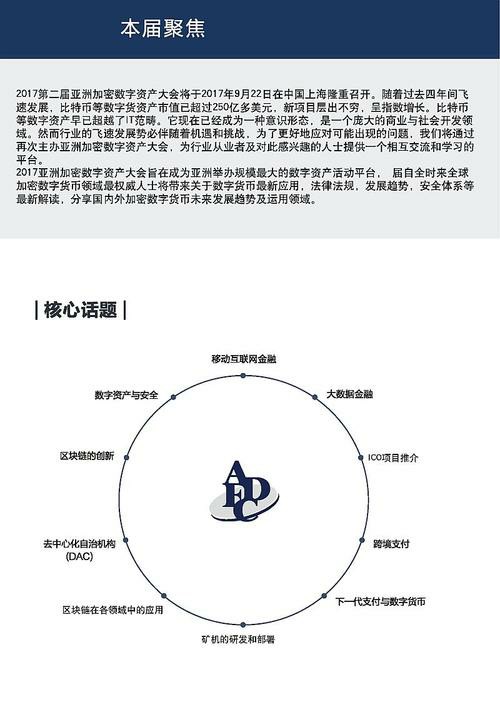 本届聚焦
2017第二届亚洲加密数字资产大会将于2017年9月22日在中国上海隆重召开。随着过去四年间飞
速发展，比特币等数字货资产市值已超过250亿多美元，新项目层出不穷，呈指数增长。比特币
等数字资产早已超越了IT范畴。它现在已经成为一种意识形态，是一个庞大的商业与社会开发领
域。然而行业的飞速发展势必伴随着机遇和挑战，为了更好地应对可能出现的问题，我们将通过
再次主办亚洲加密数字资产大会，为行业从业者及对此感兴趣的人士提供一个相互交流和学习的
平台。
2017亚洲加密数字资产大会旨在成为亚洲举办规模最大的数字资产活动平台， 届自全时来全球
加密数字货币领域最权威人士将带来关于数字货币最新应用，法律法规，发展趋势，安全体系等
最新解读，分享国内外加密数字货币未来发展趋势及运用领域。
|核心话题|
移动互联网金融
数字资产与安全
大数据金融
区块链的创新
ICO项目推介
AEDC
去中心化自治机构
(DAC)
跨境支付
区块链在各领域中的应用
下一代支付与数字货币
矿机的研发和部署